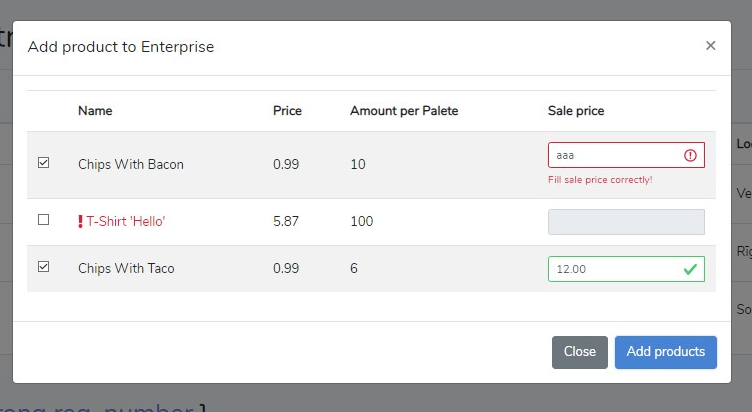 Add product to Enterprise ×
Name Price Amount per Palete Sale price
Chips With Bacon 0.99 10 aaa
Fill sale price correctly!
T-Shirt 'Hello' 5.87 100
Chips With Taco 0.99 6 12.00
Close Add products